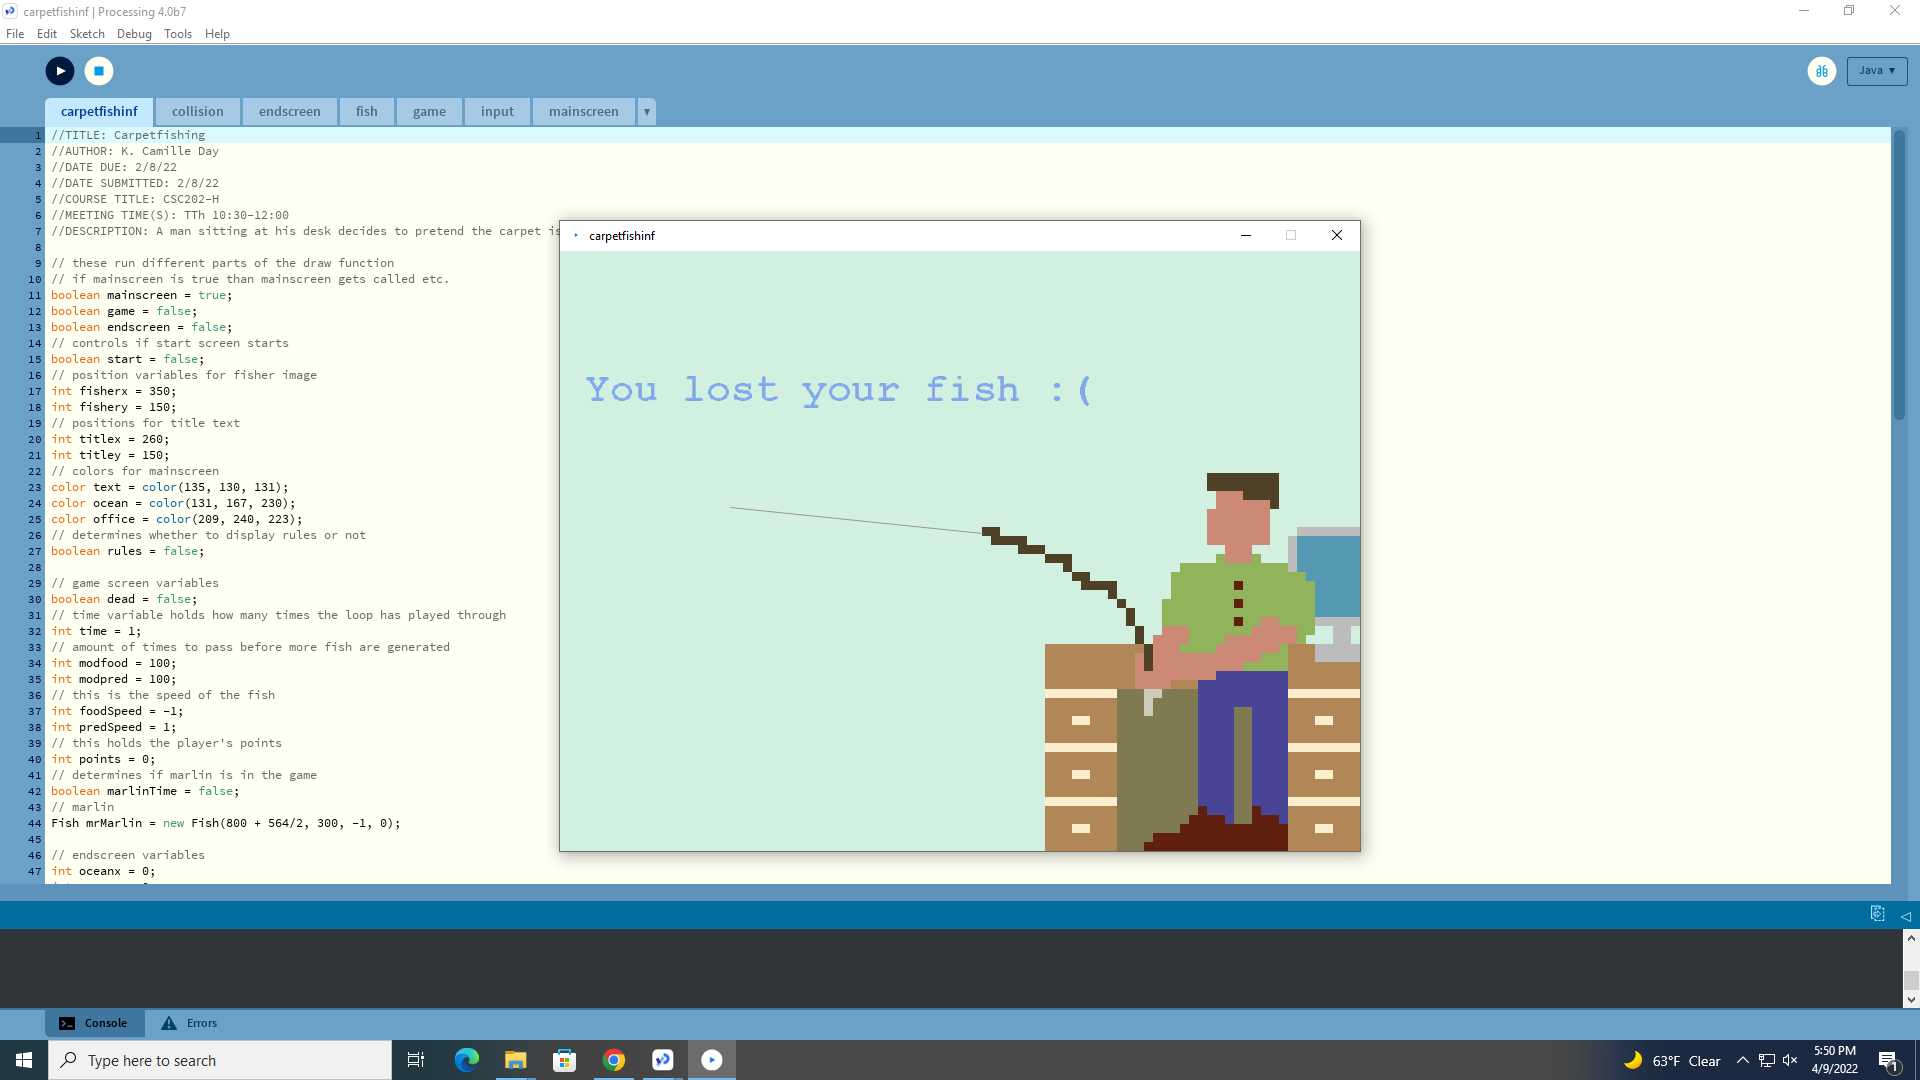 carpetfishinf | Processing 4.0b7
File Edit Sketch Debug Tools Help
Java ▾
carpetfishinf collision endscreen fish game input mainscreen ▾
1 //TITLE: Carpetfishing
2 //AUTHOR: K. Camille Day
3 //DATE DUE: 2/8/22
4 //DATE SUBMITTED: 2/8/22
5 //COURSE TITLE: CSC202-H
6 //MEETING TIME(S): TTh 10:30-12:00
7 //DESCRIPTION: A man sitting at his desk decides to pretend the carpet is
8
9 // these run different parts of the draw function
10 // if mainscreen is true than mainscreen gets called etc.
11 boolean mainscreen = true;
12 boolean game = false;
13 boolean endscreen = false;
14 // controls if start screen starts
15 boolean start = false;
16 // position variables for fisher image
17 int fisherx = 350;
18 int fishery = 150;
19 // positions for title text
20 int titlex = 260;
21 int titley = 150;
22 // colors for mainscreen
23 color text = color(135, 130, 131);
24 color ocean = color(131, 167, 230);
25 color office = color(209, 240, 223);
26 // determines whether to display rules or not
27 boolean rules = false;
28
29 // game screen variables
30 boolean dead = false;
31 // time variable holds how many times the loop has played through
32 int time = 1;
33 // amount of times to pass before more fish are generated
34 int modfood = 100;
35 int modpred = 100;
36 // this is the speed of the fish
37 int foodSpeed = -1;
38 int predSpeed = 1;
39 // this holds the player's points
40 int points = 0;
41 // determines if marlin is in the game
42 boolean marlinTime = false;
43 // marlin
44 Fish mrMarlin = new Fish(800 + 564/2, 300, -1, 0);
45
46 // endscreen variables
47 int oceanx = 0;
carpetfishinf
You lost your fish :(
Console Errors
Type here to search
63°F Clear
5:50 PM
4/9/2022
1